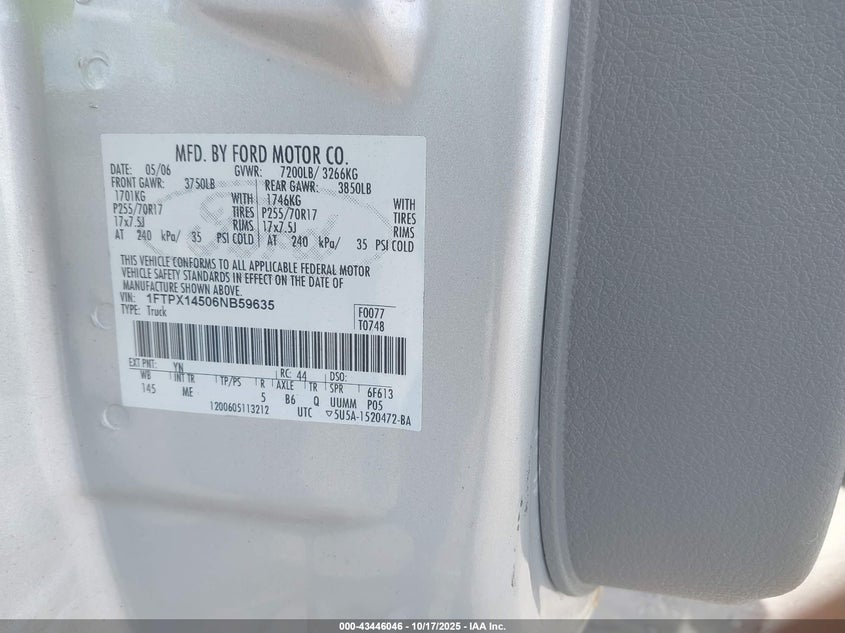 MFD. BY FORD MOTOR CO.
DATE: 05/06 GVWR: 7200LB/ 3266KG
FRONT GAWR: 3750LB REAR GAWR: 3850LB
1701KG WITH 1746KG WITH
P255/70R17 TIRES P255/70R17 TIRES
17x7.5J RIMS 17x7.5J RIMS
AT 240 kPa/ 35 PSI COLD AT 240 kPa/ 35 PSI COLD
THIS VEHICLE CONFORMS TO ALL APPLICABLE FEDERAL MOTOR
VEHICLE SAFETY STANDARDS IN EFFECT ON THE DATE OF
MANUFACTURE SHOWN ABOVE.
VIN: 1FTPX14506NB59635
TYPE: Truck
F0077
T0748
EXT PNT: YN RC: 44 DSO:
WB INT TR TP/PS R AXLE TR SPR 6F613
145 ME 5 B6 Q UUMM P05
1200605113212 UTC ▽5U5A-1520472-BA
000-43446046 | 10/17/2025 | IAA Inc.